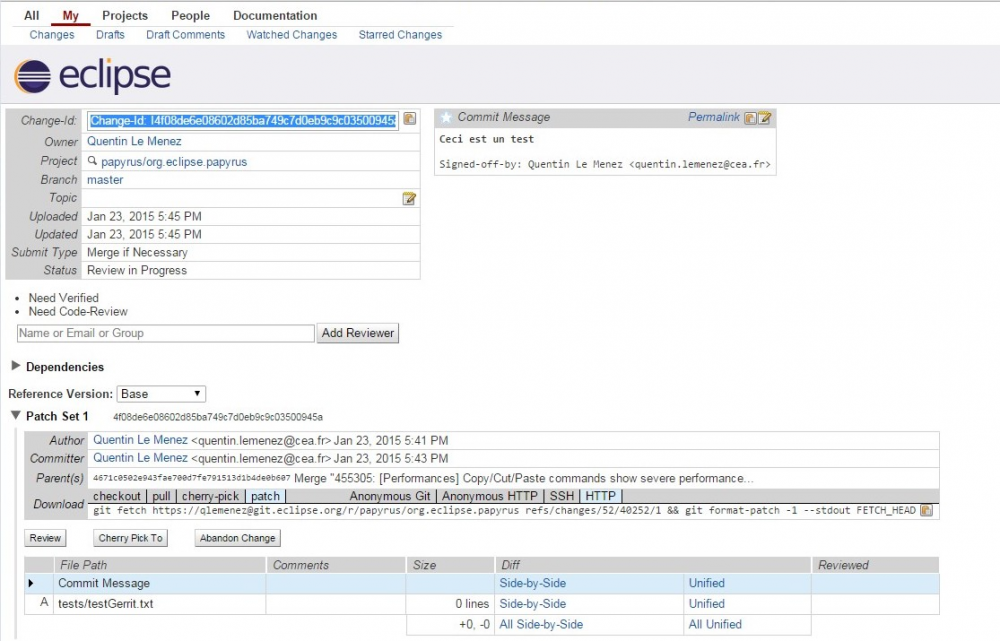 All My Projects People Documentation
Changes Drafts Draft Comments Watched Changes Starred Changes
eclipse
Change-Id: Change-Id: I4f08de6e08602d85ba749c7d0eb9c9c03500945a
Owner Quentin Le Menez
Project papyrus/org.eclipse.papyrus
Branch master
Topic
Uploaded Jan 23, 2015 5:45 PM
Updated Jan 23, 2015 5:45 PM
Submit Type Merge if Necessary
Status Review in Progress
Commit Message Permalink
Ceci est un test
Signed-off-by: Quentin Le Menez <quentin.lemenez@cea.fr>
Need Verified
Need Code-Review
Name or Email or Group Add Reviewer
Dependencies
Reference Version: Base
Patch Set 1 4f08de6e08602d85ba749c7d0eb9c9c03500945a
Author Quentin Le Menez <quentin.lemenez@cea.fr> Jan 23, 2015 5:41 PM
Committer Quentin Le Menez <quentin.lemenez@cea.fr> Jan 23, 2015 5:43 PM
Parent(s) 4671c0502e943fae700d7fe791513d1b4de0b607 Merge "455305: [Performances] Copy/Cut/Paste commands show severe performance...
Download checkout | pull | cherry-pick | patch | Anonymous Git | Anonymous HTTP | SSH | HTTP |
git fetch https://qlemenez@git.eclipse.org/r/papyrus/org.eclipse.papyrus refs/changes/52/40252/1 && git format-patch -1 --stdout FETCH_HEAD
Review Cherry Pick To Abandon Change
File Path Comments Size Diff Reviewed
Commit Message Side-by-Side Unified
A tests/testGerrit.txt 0 lines Side-by-Side Unified
+0, -0 All Side-by-Side All Unified